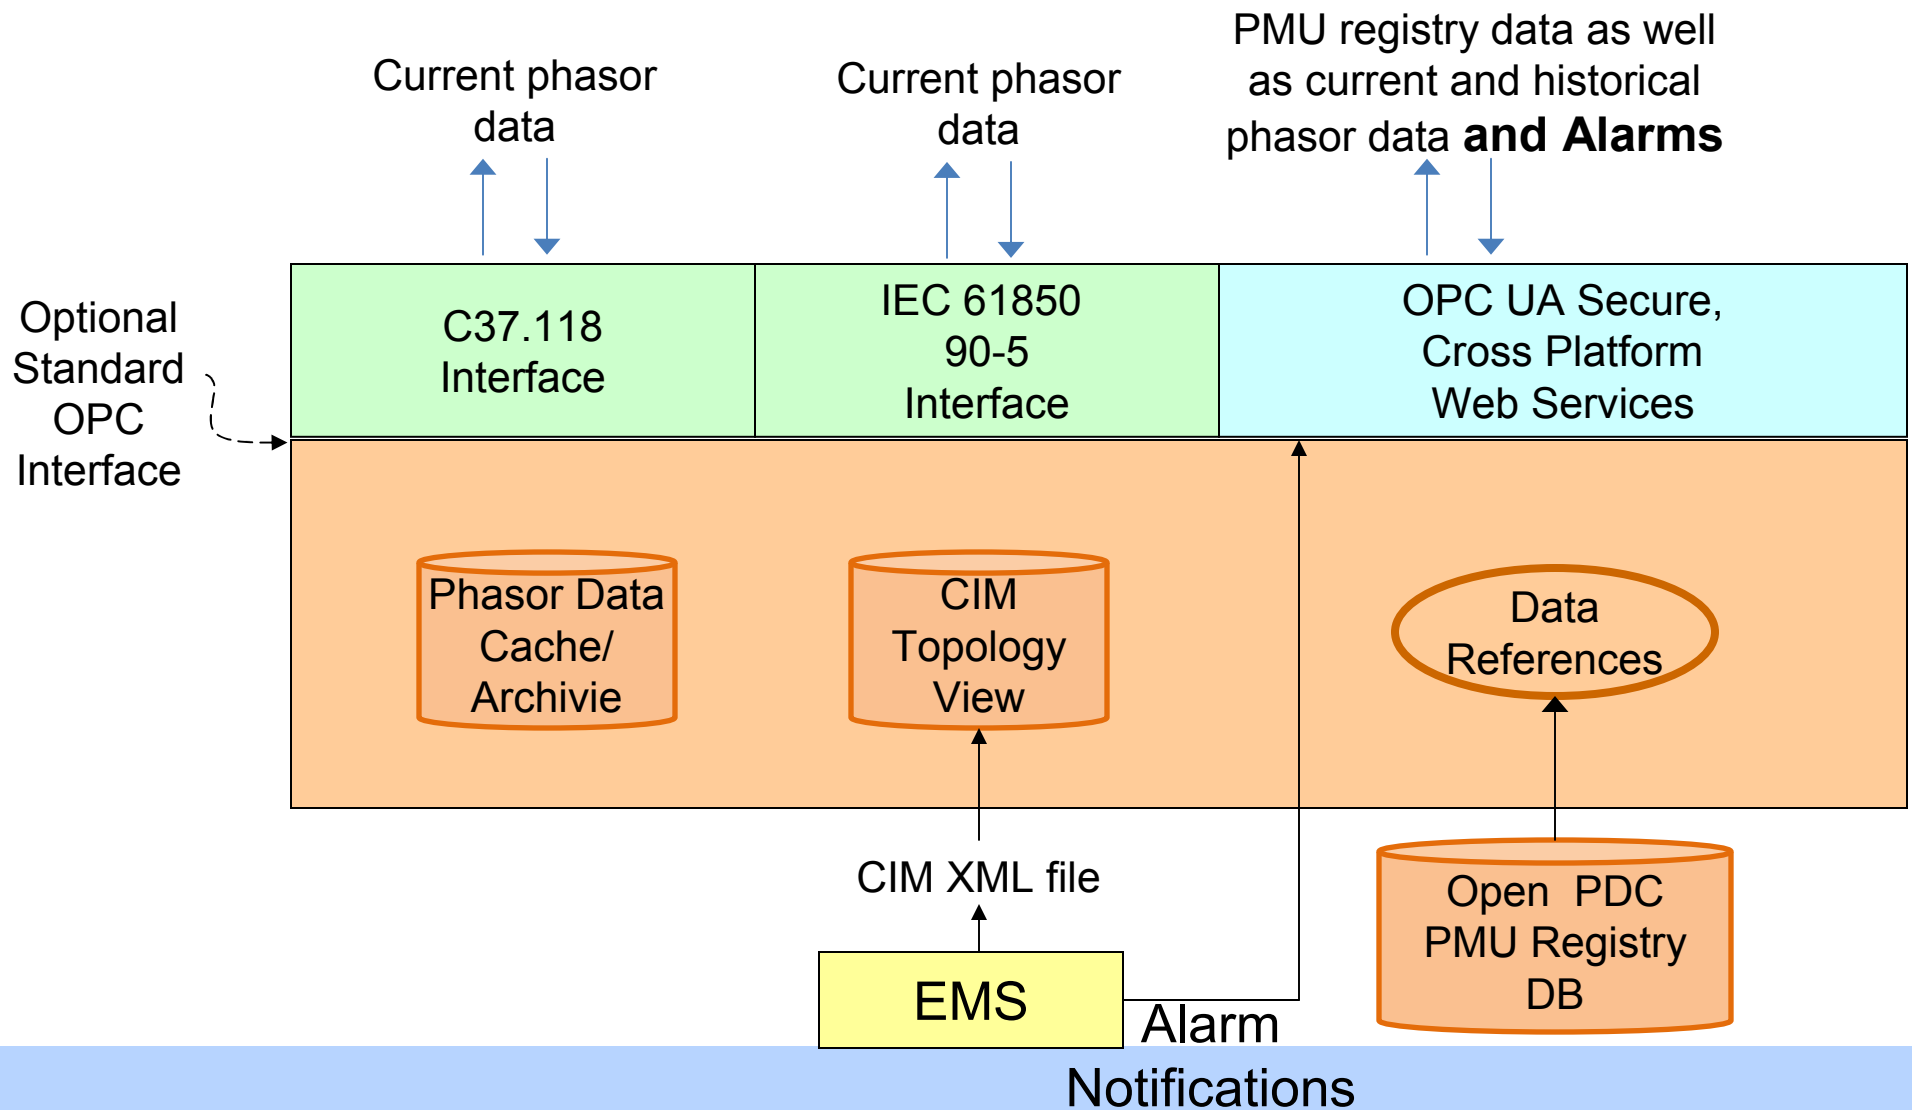 Current phasor
data
Current phasor
data
PMU registry data as well
as current and historical
phasor data and Alarms
Optional
Standard
OPC
Interface
C37.118
Interface
IEC 61850
90-5
Interface
OPC UA Secure,
Cross Platform
Web Services
Phasor Data
Cache/
Archivie
CIM
Topology
View
Data
References
CIM XML file
Open PDC
PMU Registry
DB
EMS
Alarm
Notifications